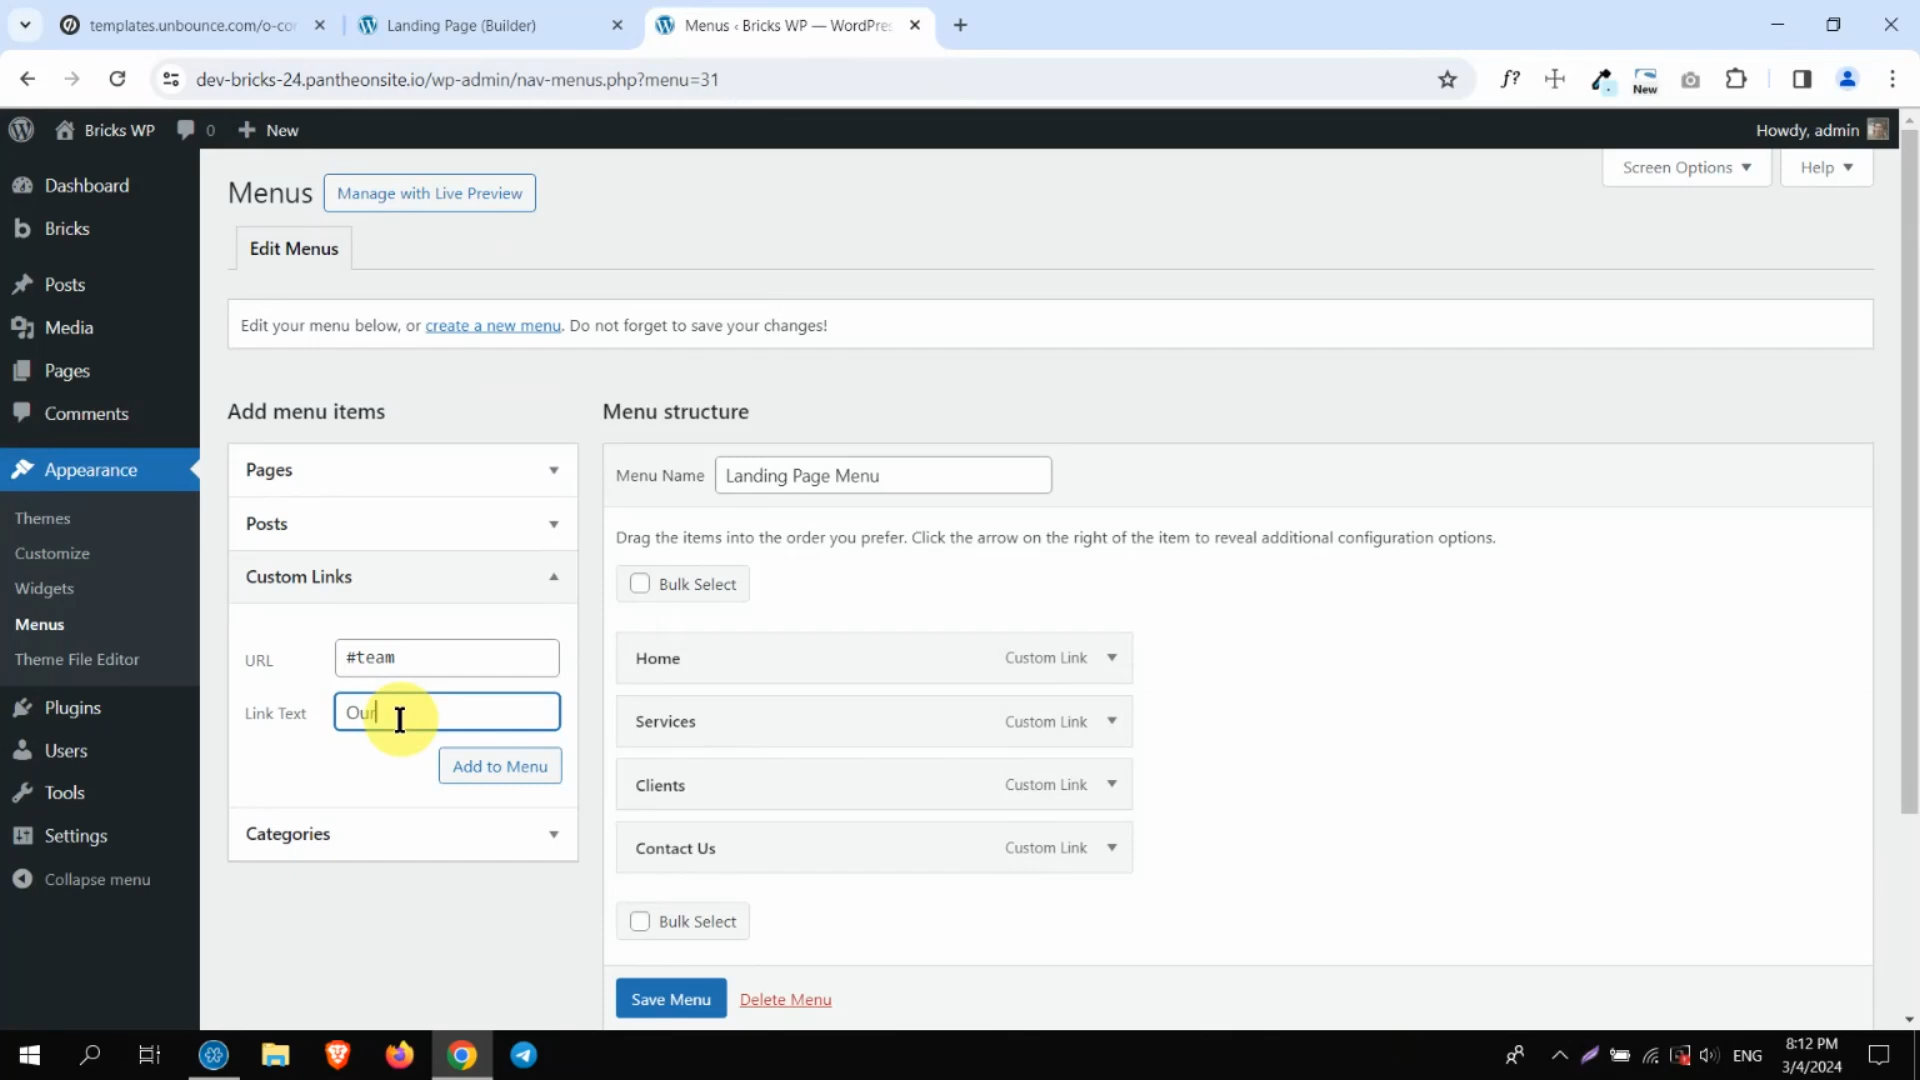 templates.unbounce.com/o-cor
Landing Page (Builder)
Menus ‹ Bricks WP — WordPres
dev-bricks-24.pantheonsite.io/wp-admin/nav-menus.php?menu=31
f?
New
Bricks WP
0
New
Howdy, admin
Screen Options
Help
Dashboard
Bricks
Posts
Media
Pages
Comments
Appearance
Themes
Customize
Widgets
Menus
Theme File Editor
Plugins
Users
Tools
Settings
Collapse menu
Menus
Manage with Live Preview
Edit Menus
Edit your menu below, or create a new menu. Do not forget to save your changes!
Add menu items
Pages
Posts
Custom Links
URL
#team
Link Text
Our
Add to Menu
Categories
Menu structure
Menu Name
Landing Page Menu
Drag the items into the order you prefer. Click the arrow on the right of the item to reveal additional configuration options.
Bulk Select
Home
Custom Link
Services
Custom Link
Clients
Custom Link
Contact Us
Custom Link
Bulk Select
Save Menu
Delete Menu
ENG
8:12 PM
3/4/2024